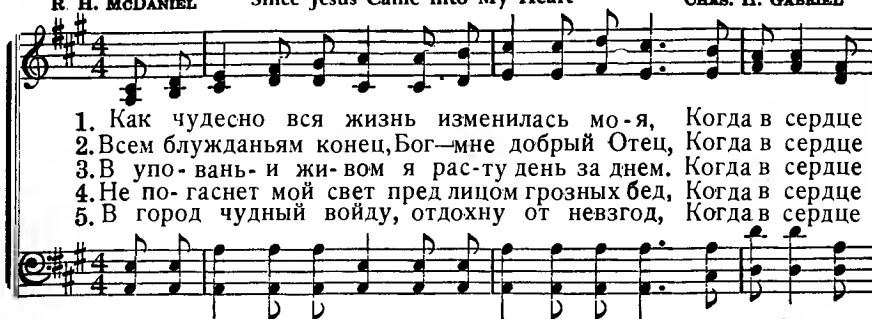 R. H. McDANIEL Since Jesus Came into My Heart CHAS. H. GABRIEL
1. Как чудесно вся жизнь изменилась мо-я, Когда в сердце
2. Всем блужданьям конец, Бог—мне добрый Отец, Когда в сердце
3. В упо- вань- и жи- вом я рас-ту день за днем. Когда в сердце
4. Не по- гаснет мой свет пред лицом грозных бед, Когда в сердце
5. В город чудный войду, отдохну от невзгод, Когда в сердце